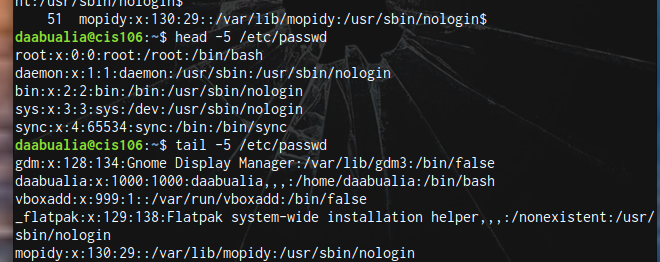 nt:/usr/sbin/nologin$
    51  mopidy:x:130:29::/var/lib/mopidy:/usr/sbin/nologin$
daabualia@cis106:~$ head -5 /etc/passwd
root:x:0:0:root:/root:/bin/bash
daemon:x:1:1:daemon:/usr/sbin:/usr/sbin/nologin
bin:x:2:2:bin:/bin:/usr/sbin/nologin
sys:x:3:3:sys:/dev:/usr/sbin/nologin
sync:x:4:65534:sync:/bin:/bin/sync
daabualia@cis106:~$ tail -5 /etc/passwd
gdm:x:128:134:Gnome Display Manager:/var/lib/gdm3:/bin/false
daabualia:x:1000:1000:daabualia,,,:/home/daabualia:/bin/bash
vboxadd:x:999:1::/var/run/vboxadd:/bin/false
_flatpak:x:129:138:Flatpak system-wide installation helper,,,:/nonexistent:/usr/
sbin/nologin
mopidy:x:130:29::/var/lib/mopidy:/usr/sbin/nologin